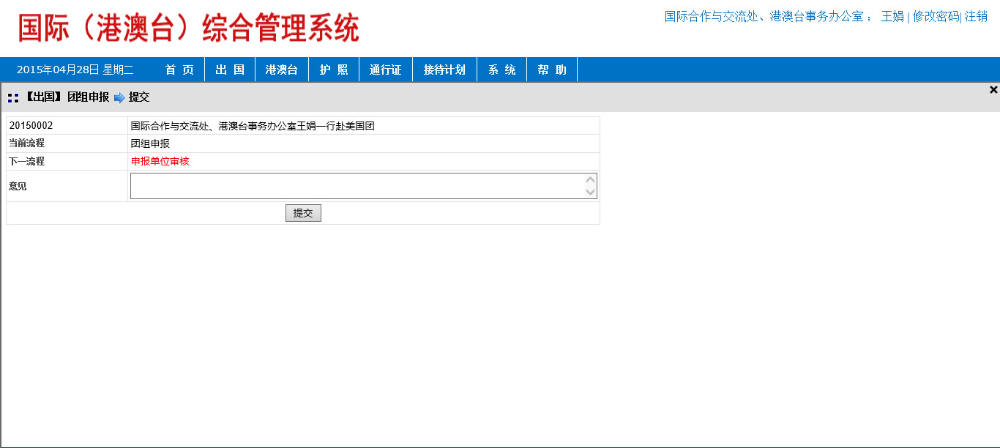 国际（港澳台）综合管理系统
国际合作与交流处、港澳台事务办公室： 王娟 | 修改密码| 注销
2015年04月28日 星期二 首 页 出 国 港澳台 护 照 通行证 接待计划 系 统 帮 助
【出国】 团组申报 提交
20150002 国际合作与交流处、港澳台事务办公室王娟一行赴美国团
当前流程 团组申报
下一流程 申报单位审核
意见
提交